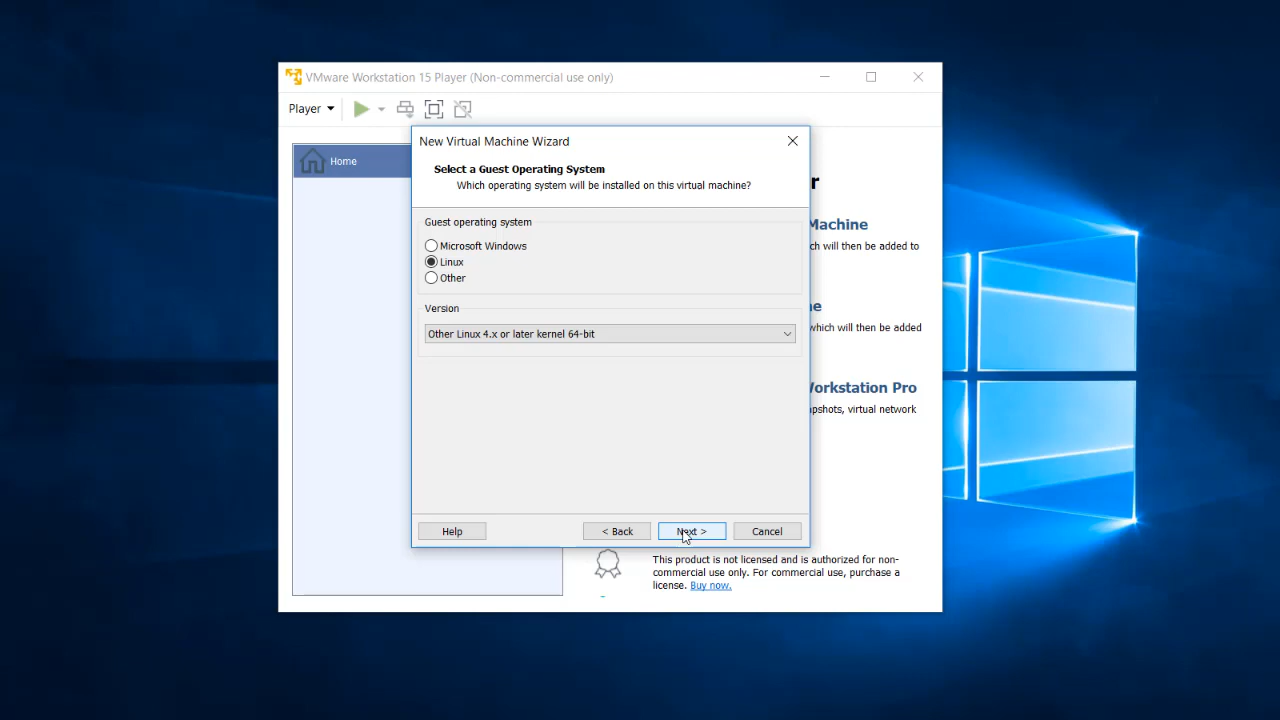 VMware Workstation 15 Player (Non-commercial use only)
Player
New Virtual Machine Wizard
Home
Select a Guest Operating System
Which operating system will be installed on this virtual machine?
Guest operating system
Microsoft Windows
Linux
Other
Version
Other Linux 4.x or later kernel 64-bit
Help
< Back
Next >
Cancel
r
Machine
ch will then be added to
ne
which will then be added
Workstation Pro
pshots, virtual network
This product is not licensed and is authorized for non-
commercial use only. For commercial use, purchase a
license. Buy now.